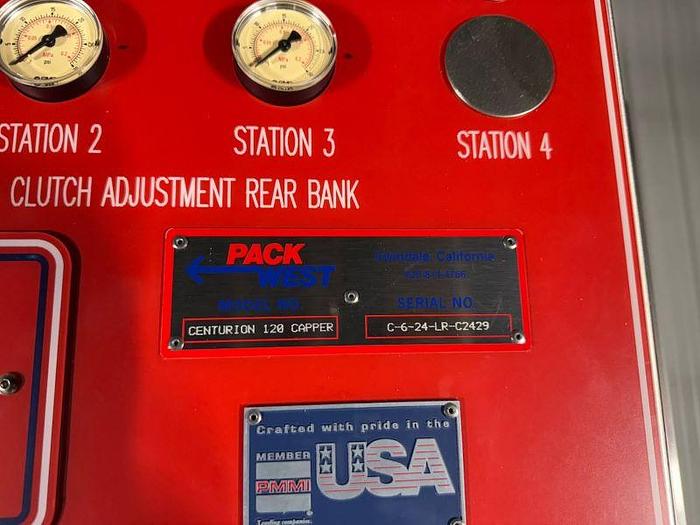 STATION 2
STATION 3
STATION 4
CLUTCH ADJUSTMENT REAR BANK
PACK
WEST
Irwindale, California
MODEL NO.
SERIAL NO.
CENTURION 120 CAPPER
C-6-24-LR-C2429
Crafted with pride in the
MEMBER
PMMI
USA